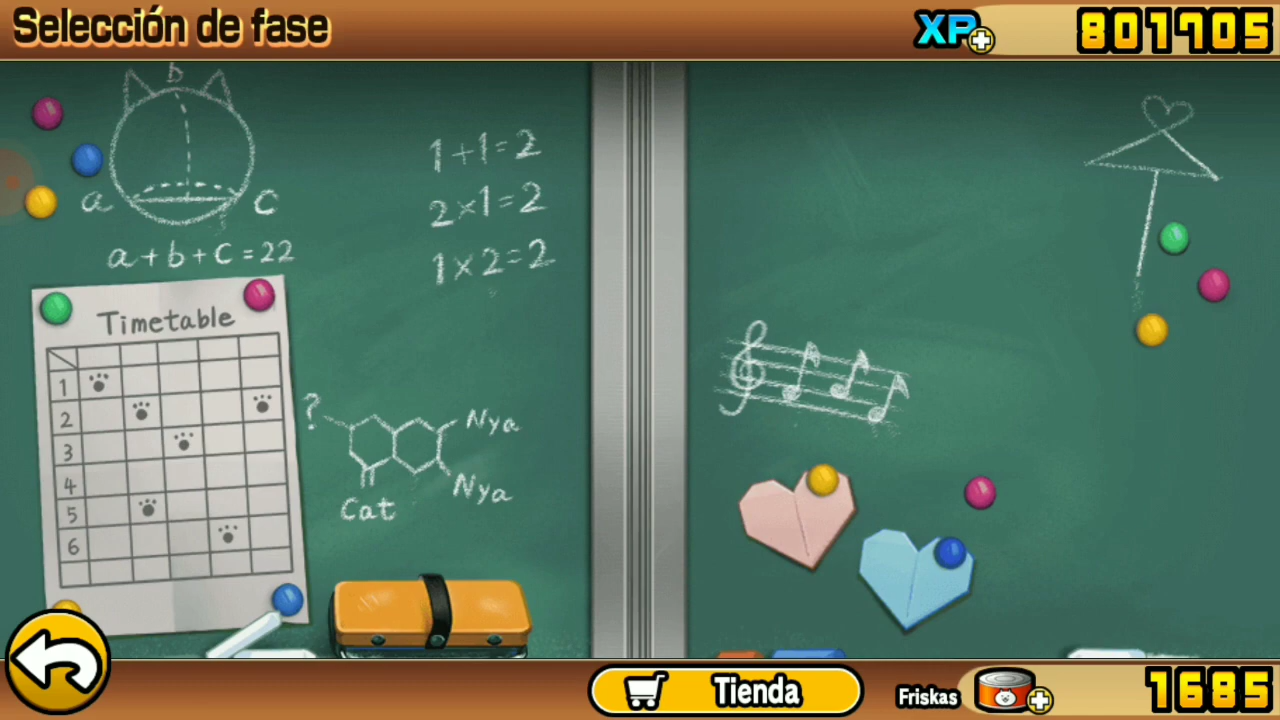 Selección de fase
XP 801705
b
a c
a+b+c=22
1+1=2
2×1=2
1×2=2
Timetable
1
2
3
4
5
6
?
Nya
Nya
Cat
Tienda
Friskas 1685